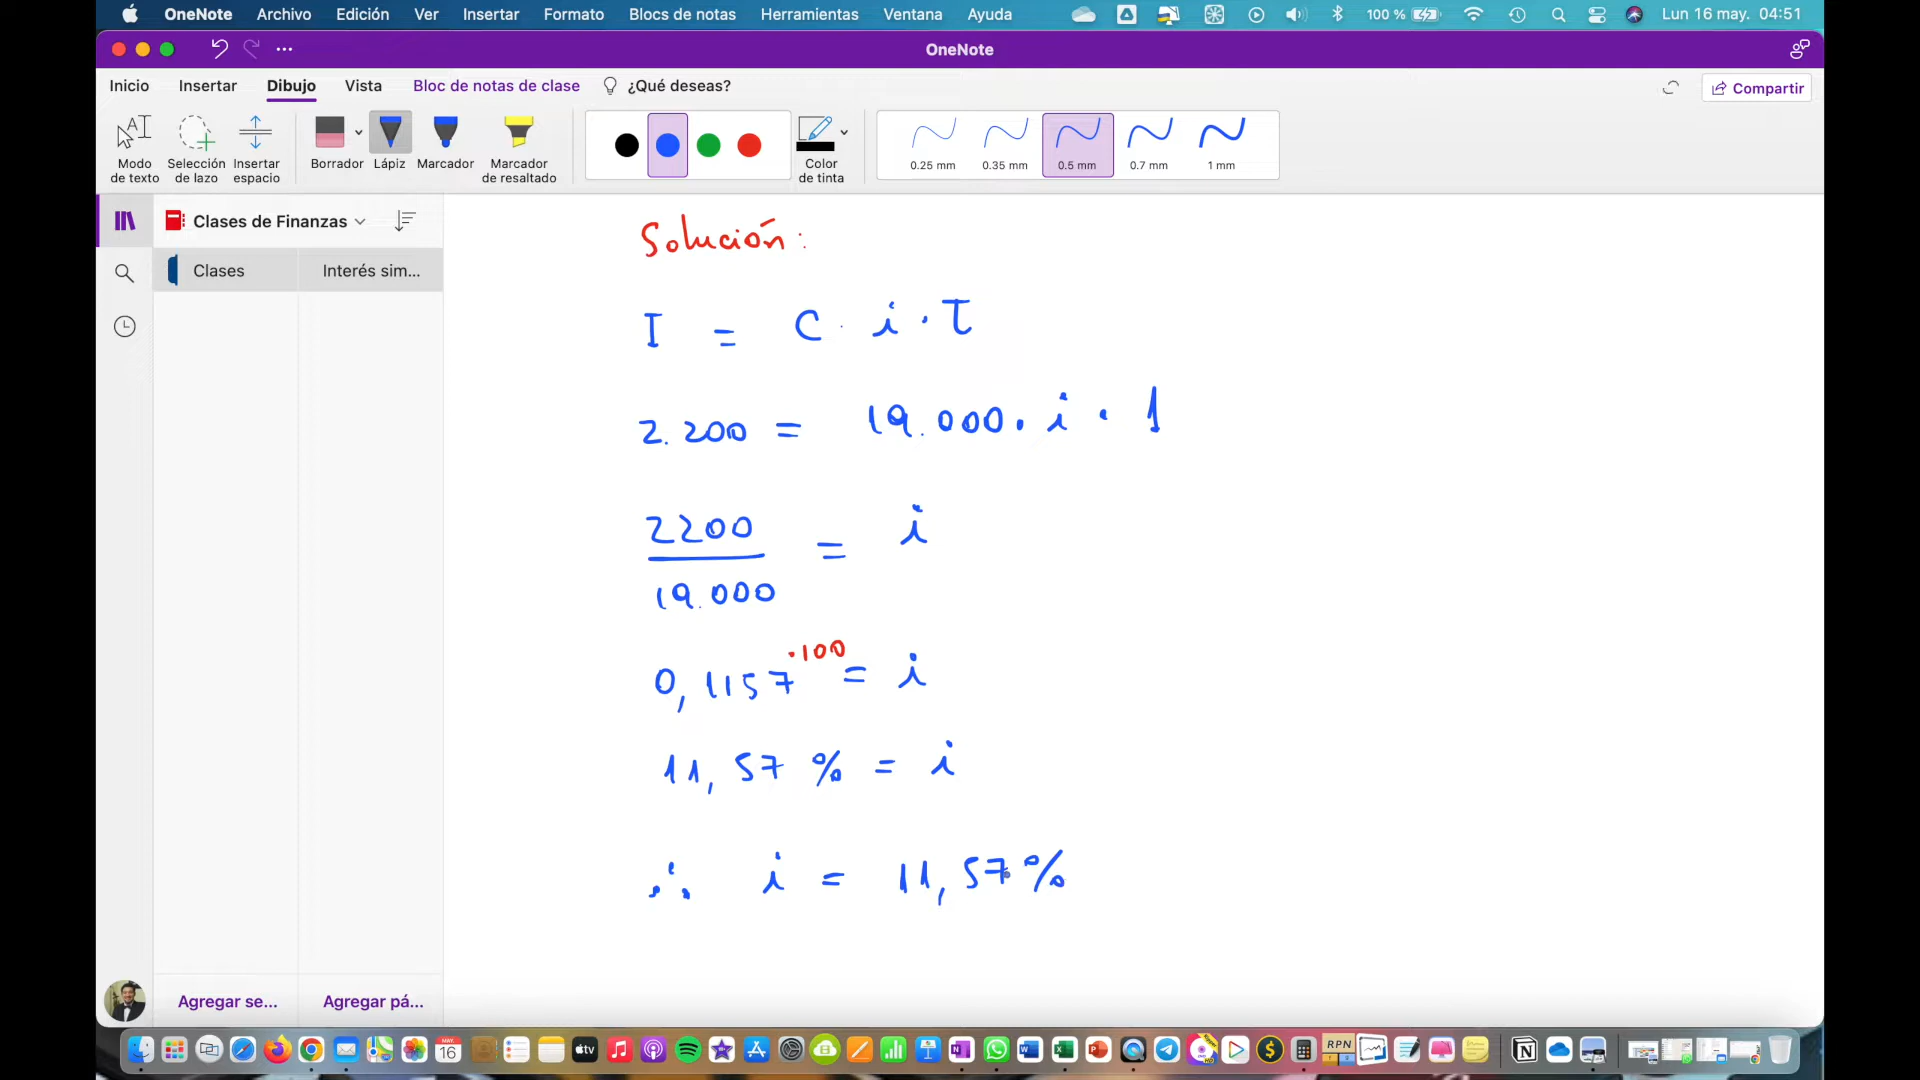 OneNote Archivo Edición Ver Insertar Formato Blocs de notas Herramientas Ventana Ayuda 100 % Lun 16 may. 04:51
OneNote
Inicio Insertar Dibujo Vista Bloc de notas de clase ¿Qué deseas? Compartir
Modo de texto
Selección de lazo
Insertar espacio
Borrador
Lápiz
Marcador
Marcador de resaltado
Color de tinta
0.25 mm 0.35 mm 0.5 mm 0.7 mm 1 mm
Clases de Finanzas
Clases Interés sim...
Solución:
I = C · i · T
2.200 = 19.000 · i · 1
2200
19.000
= i
0,1157 ·100 = i
11,57 % = i
∴ i = 11,57 %
Agregar se... Agregar pá...
MAY.
16
tv
RPN